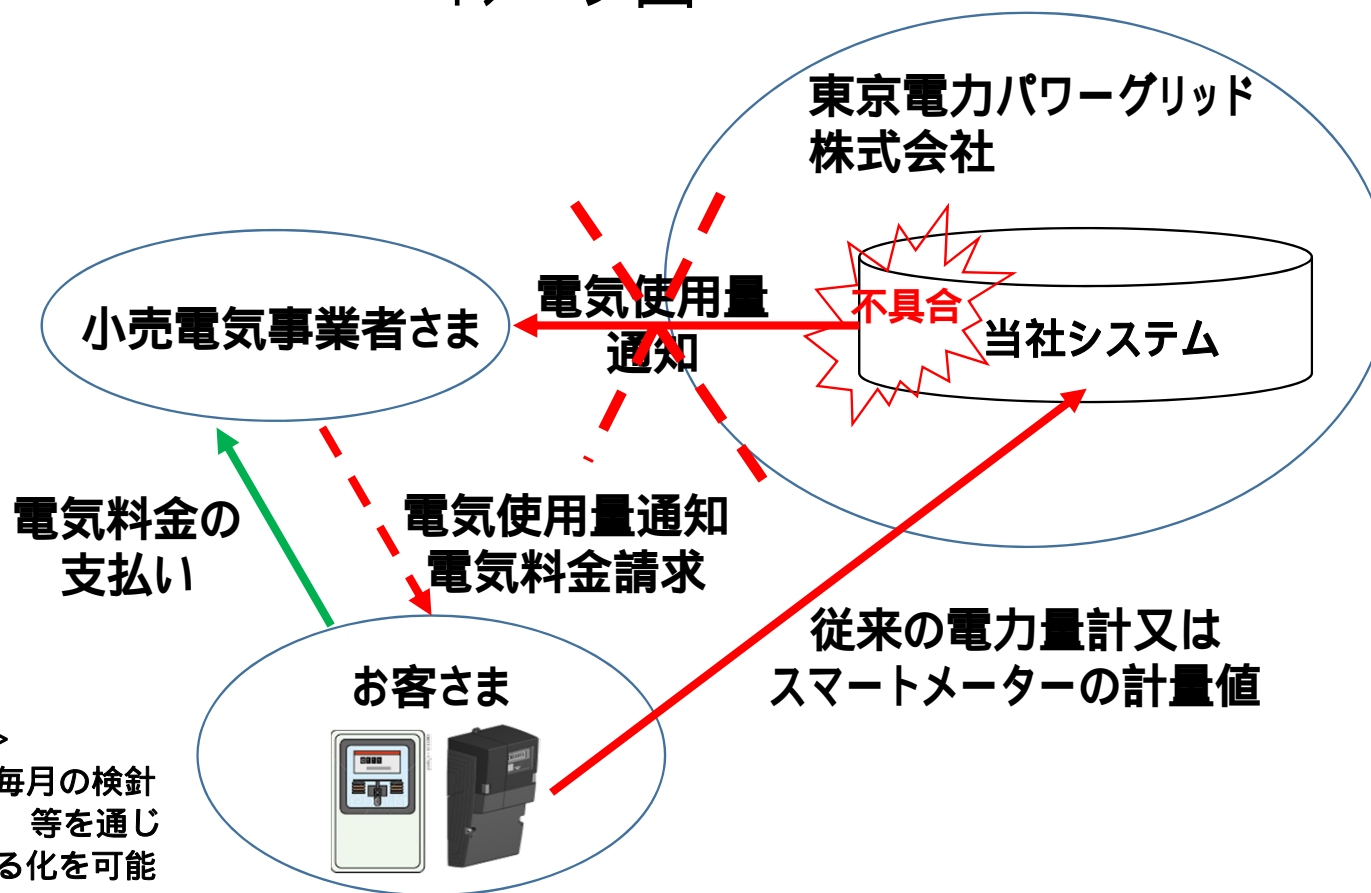 東京電力パワーグリッド
株式会社
電気使用量
通知
不具合
当社システム
小売電気事業者さま
電気料金の
支払い
電気使用量通知
電気料金請求
従来の電力量計又は
スマートメーターの計量値
お客さま
>
毎月の検針
等を通じ
る化を可能